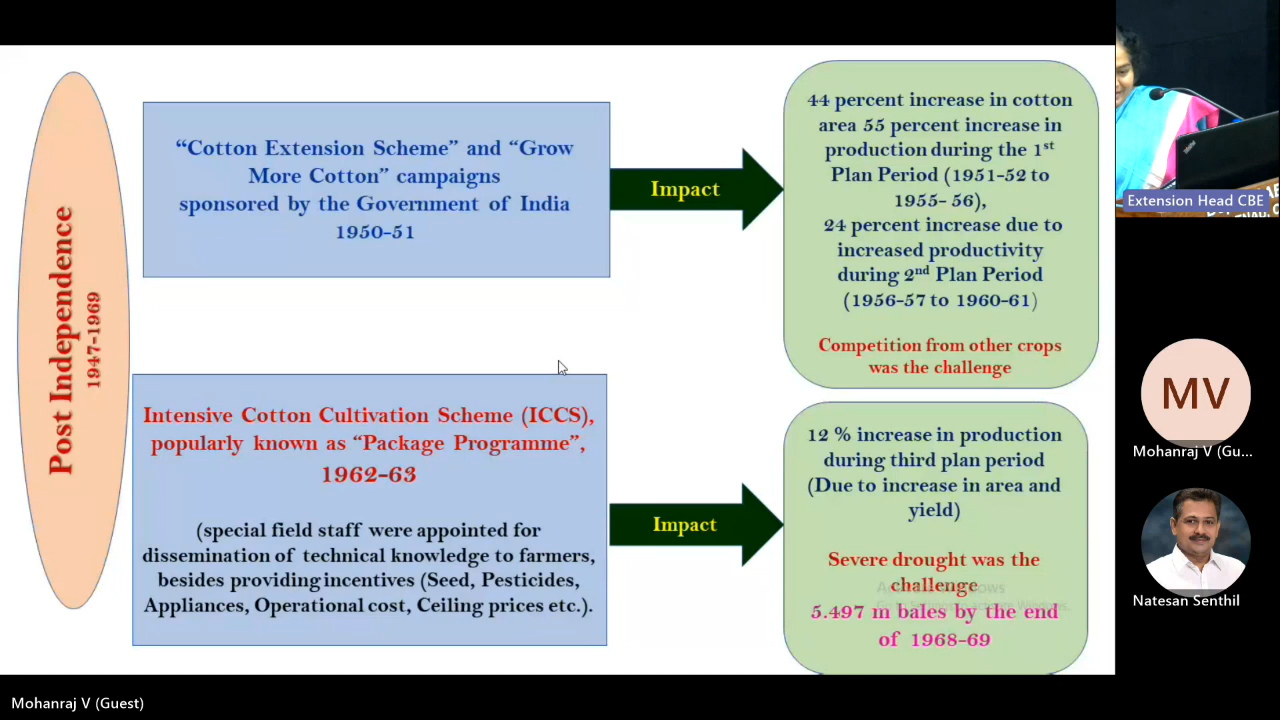 Post Independence
1947-1969
“Cotton Extension Scheme” and “Grow
More Cotton” campaigns
sponsored by the Government of India
1950-51
Impact
44 percent increase in cotton
area 55 percent increase in
production during the 1st
Plan Period (1951-52 to
1955- 56),
24 percent increase due to
increased productivity
during 2nd Plan Period
(1956-57 to 1960-61)
Competition from other crops
was the challenge
Intensive Cotton Cultivation Scheme (ICCS),
popularly known as “Package Programme”,
1962-63
(special field staff were appointed for
dissemination of technical knowledge to farmers,
besides providing incentives (Seed, Pesticides,
Appliances, Operational cost, Ceiling prices etc.).
Impact
12 % increase in production
during third plan period
(Due to increase in area and
yield)
Severe drought was the
challenge
5.497 m bales by the end
of 1968-69
Extension Head CBE
MV
Mohanraj V (Gu...
Natesan Senthil
Mohanraj V (Guest)